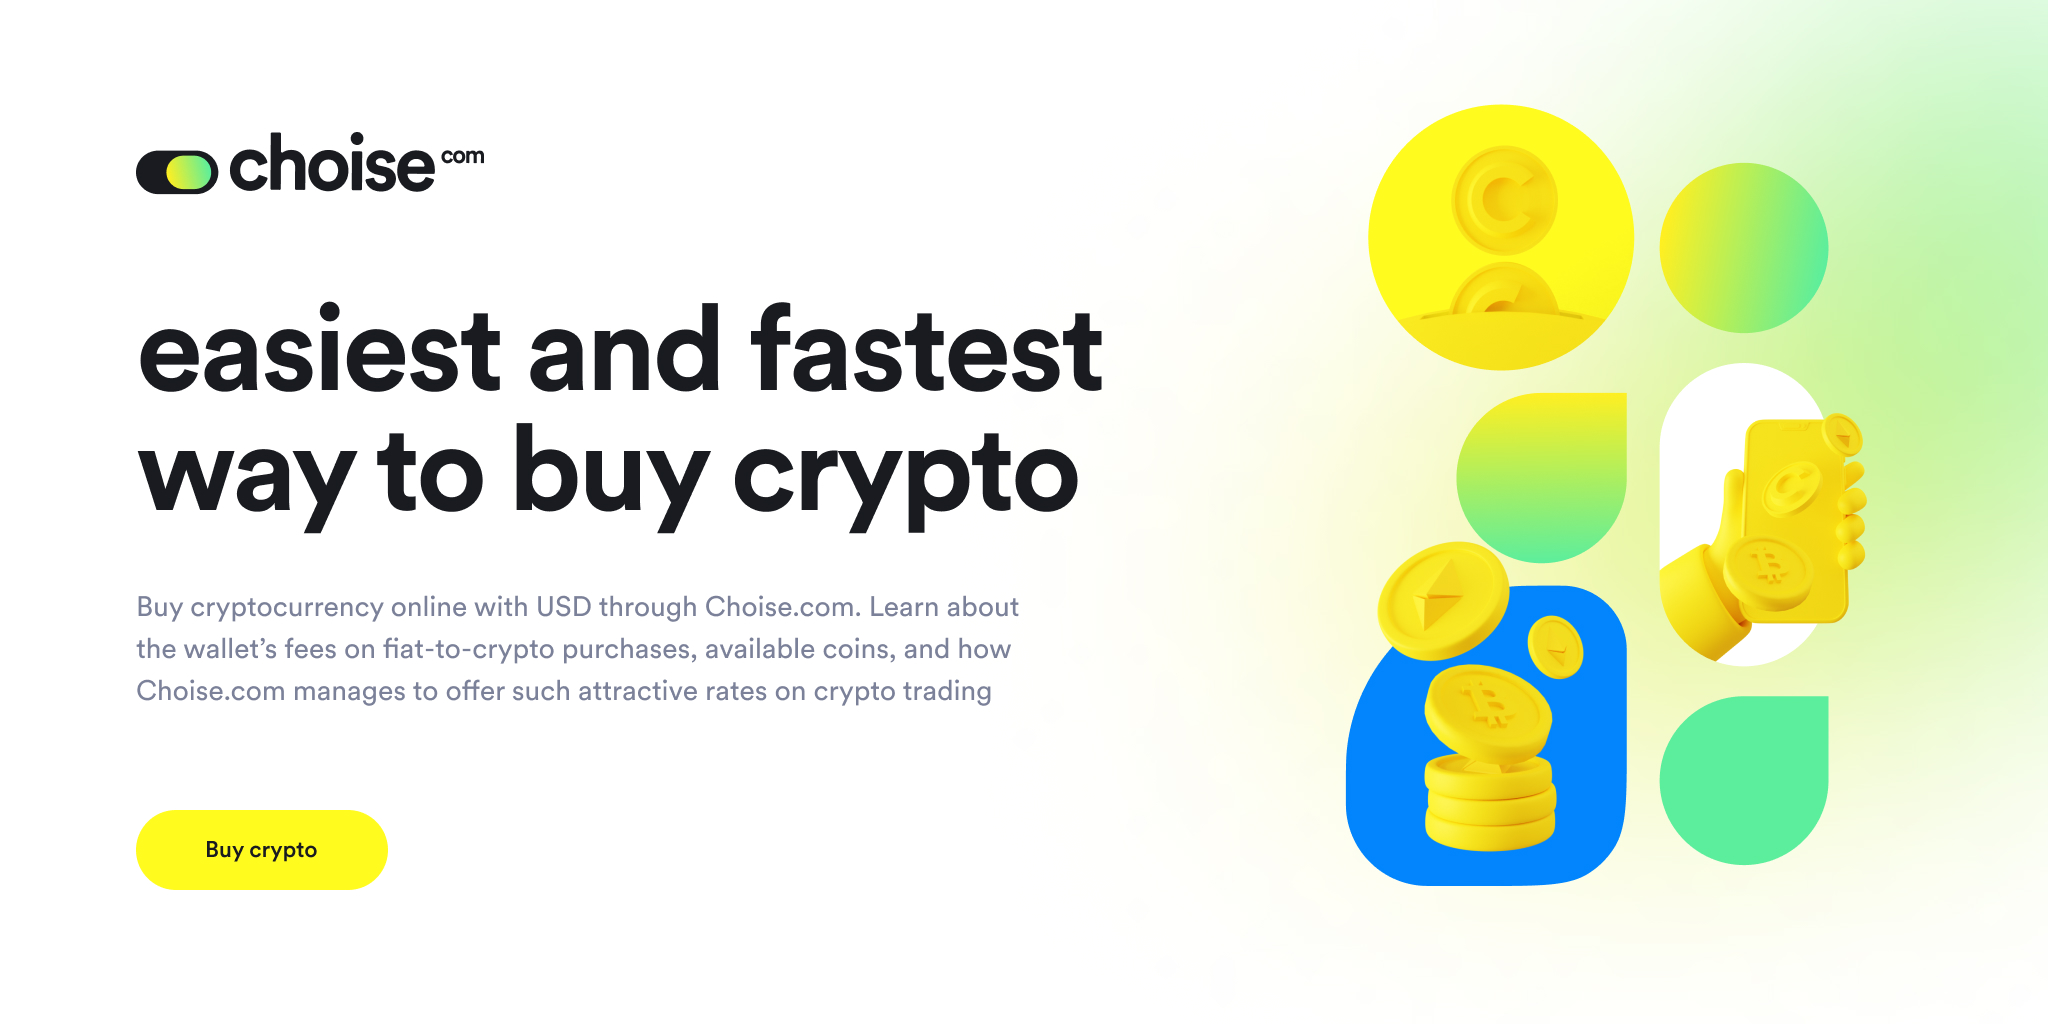 choise com
easiest and fastest
way to buy crypto
Buy cryptocurrency online with USD through Choise.com. Learn about
the wallet’s fees on fiat-to-crypto purchases, available coins, and how
Choise.com manages to offer such attractive rates on crypto trading
Buy crypto